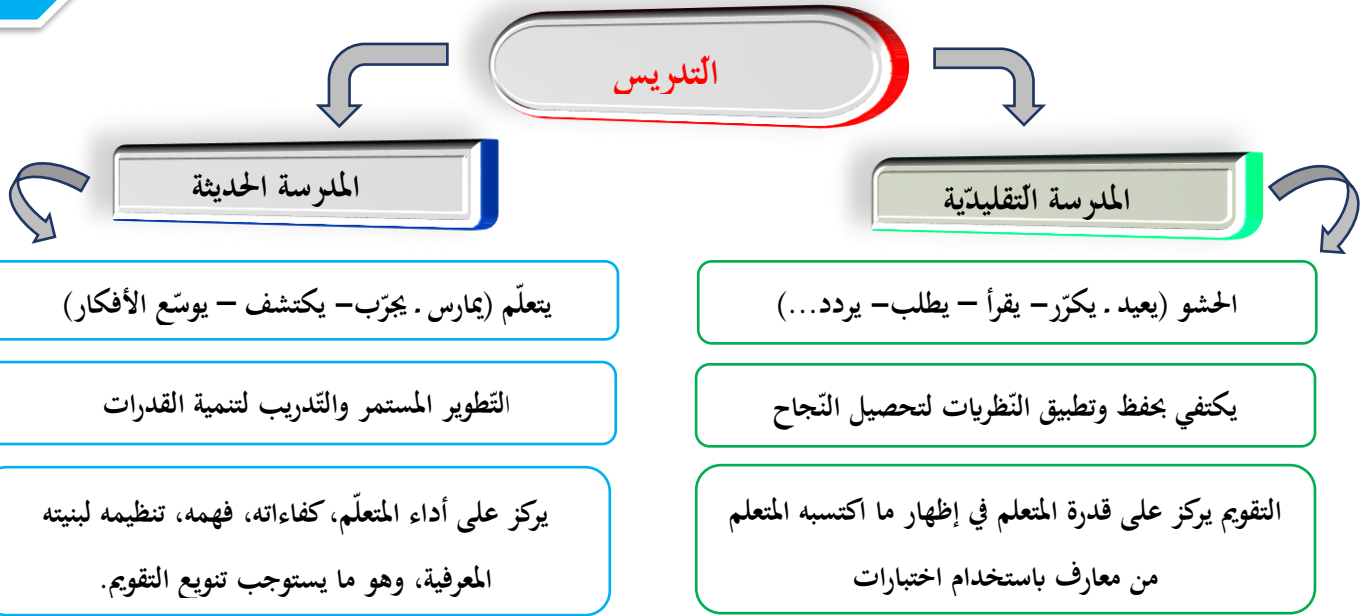 التّدريس
المدرسة التّقليديّة
المدرسة الحديثة
الحشو (يعيد . يكرّر – يقرأ – يطلب – يردد...)
يتعلّم (يمارس . يجرّب – يكتشف – يوسّع الأفكار)
يكتفي بحفظ وتطبيق النّظريات لتحصيل النّجاح
التّطوير المستمر والتّدريب لتنمية القدرات
التقويم يركز على قدرة المتعلم في إظهار ما اكتسبه المتعلم
من معارف باستخدام اختبارات
يركز على أداء المتعلّم، كفاءاته، فهمه، تنظيمه لبنيته
المعرفية، وهو ما يستوجب تنويع التقويم.